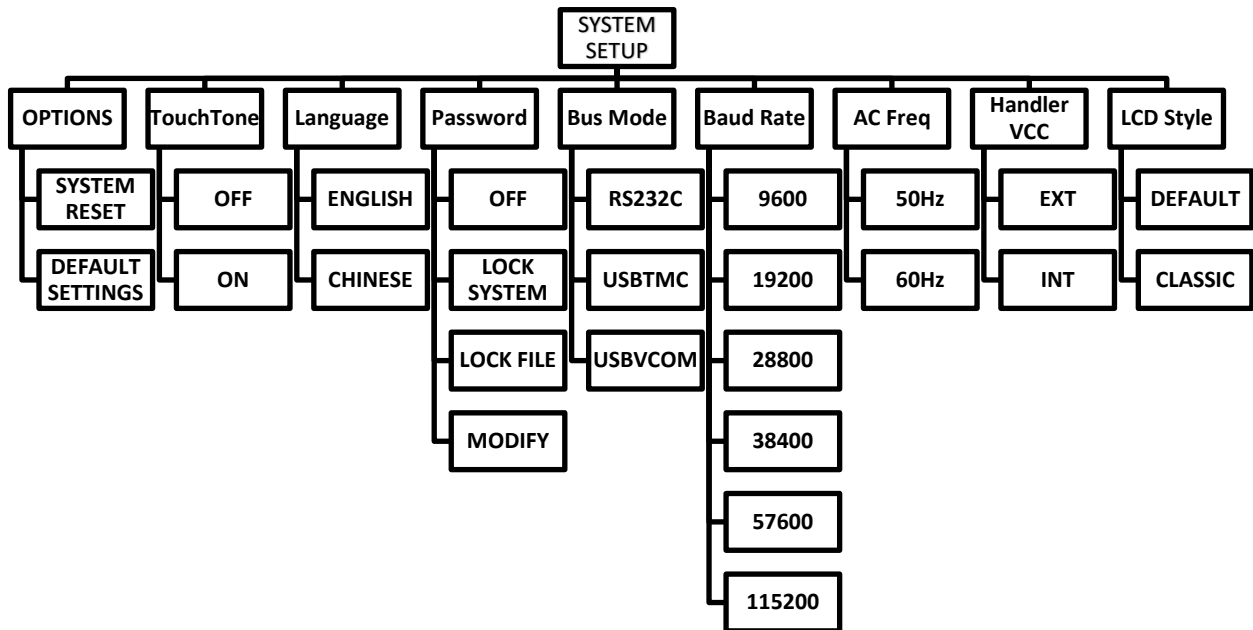 SYSTEM
SETUP
OPTIONS
TouchTone
Language
Password
Bus Mode
Baud Rate
AC Freq
Handler
VCC
LCD Style
SYSTEM
RESET
OFF
ENGLISH
OFF
RS232C
9600
50Hz
EXT
DEFAULT
DEFAULT
SETTINGS
ON
CHINESE
LOCK
SYSTEM
USBTMC
19200
60Hz
INT
CLASSIC
LOCK FILE
USBVCOM
28800
MODIFY
38400
57600
115200